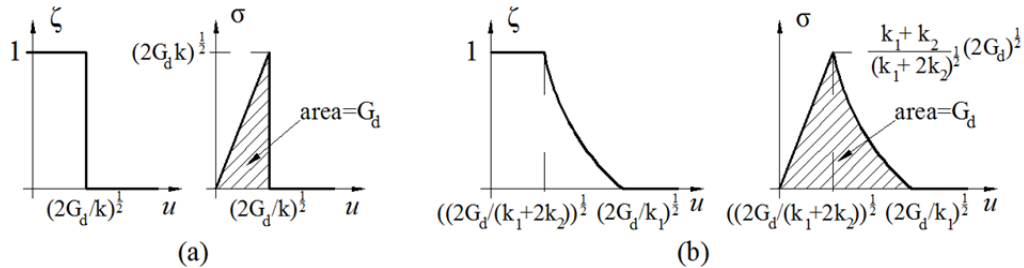 ζ
1
(2G_d/k)^{1/2}
u
σ
(2G_dk)^{1/2}
area=G_d
(2G_d/k)^{1/2}
u
(a)
ζ
1
((2G_d/(k_1+2k_2))^{1/2}
(2G_d/k_1)^{1/2}
u
σ
\frac{k_1+k_2}{(k_1+2k_2)^{1/2}}(2G_d)^{1/2}
area=G_d
((2G_d/(k_1+2k_2))^{1/2}
(2G_d/k_1)^{1/2}
u
(b)